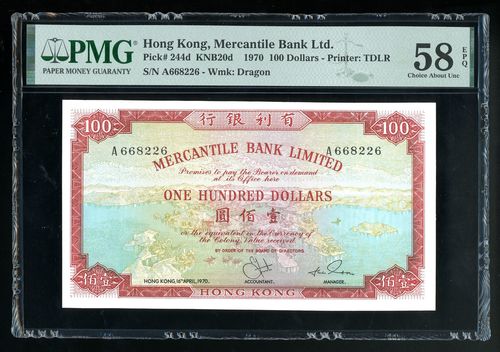 PMG
PAPER MONEY GUARANTY
Hong Kong, Mercantile Bank Ltd.
Pick# 244d KNB20d 1970 100 Dollars - Printer: TDLR
S/N A668226 - Wmk: Dragon
58 EPQ
Choice About Unc
100
行銀利有
100
A 668226
A 668226
MERCANTILE BANK LIMITED
Promises to pay the Bearer on demand
at its Office here
ONE HUNDRED DOLLARS
圓佰壹
or the equivalent in the Currency of
the Colony, Value received
BY ORDER OF THE BOARD OF DIRECTORS
HONG KONG, 16TH APRIL, 1970.
ACCOUNTANT.
MANAGER.
佰壹
HONG KONG
佰壹